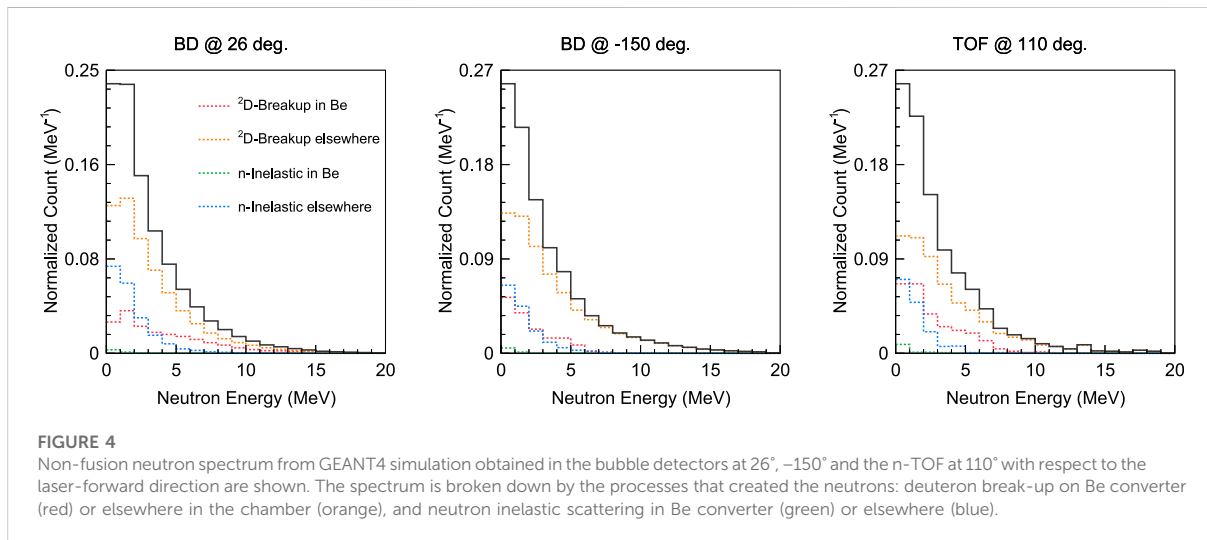 BD @ 26 deg.
0.25
0.16
0.08
0
Normalized Count (MeV⁻¹)
²D-Breakup in Be
²D-Breakup elsewhere
n-Inelastic in Be
n-Inelastic elsewhere
0 5 10 15 20
Neutron Energy (MeV)
BD @ -150 deg.
0.27
0.18
0.09
0
Normalized Count (MeV⁻¹)
0 5 10 15 20
Neutron Energy (MeV)
TOF @ 110 deg.
0.27
0.18
0.09
0
Normalized Count (MeV⁻¹)
0 5 10 15 20
Neutron Energy (MeV)
FIGURE 4
Non-fusion neutron spectrum from GEANT4 simulation obtained in the bubble detectors at 26°, −150° and the n-TOF at 110° with respect to the
laser-forward direction are shown. The spectrum is broken down by the processes that created the neutrons: deuteron break-up on Be converter
(red) or elsewhere in the chamber (orange), and neutron inelastic scattering in Be converter (green) or elsewhere (blue).